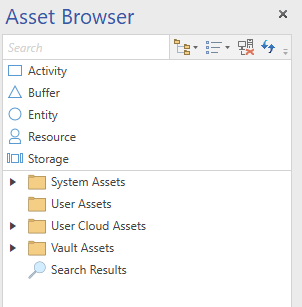 Asset Browser
Search
Activity
Buffer
Entity
Resource
Storage
System Assets
User Assets
User Cloud Assets
Vault Assets
Search Results